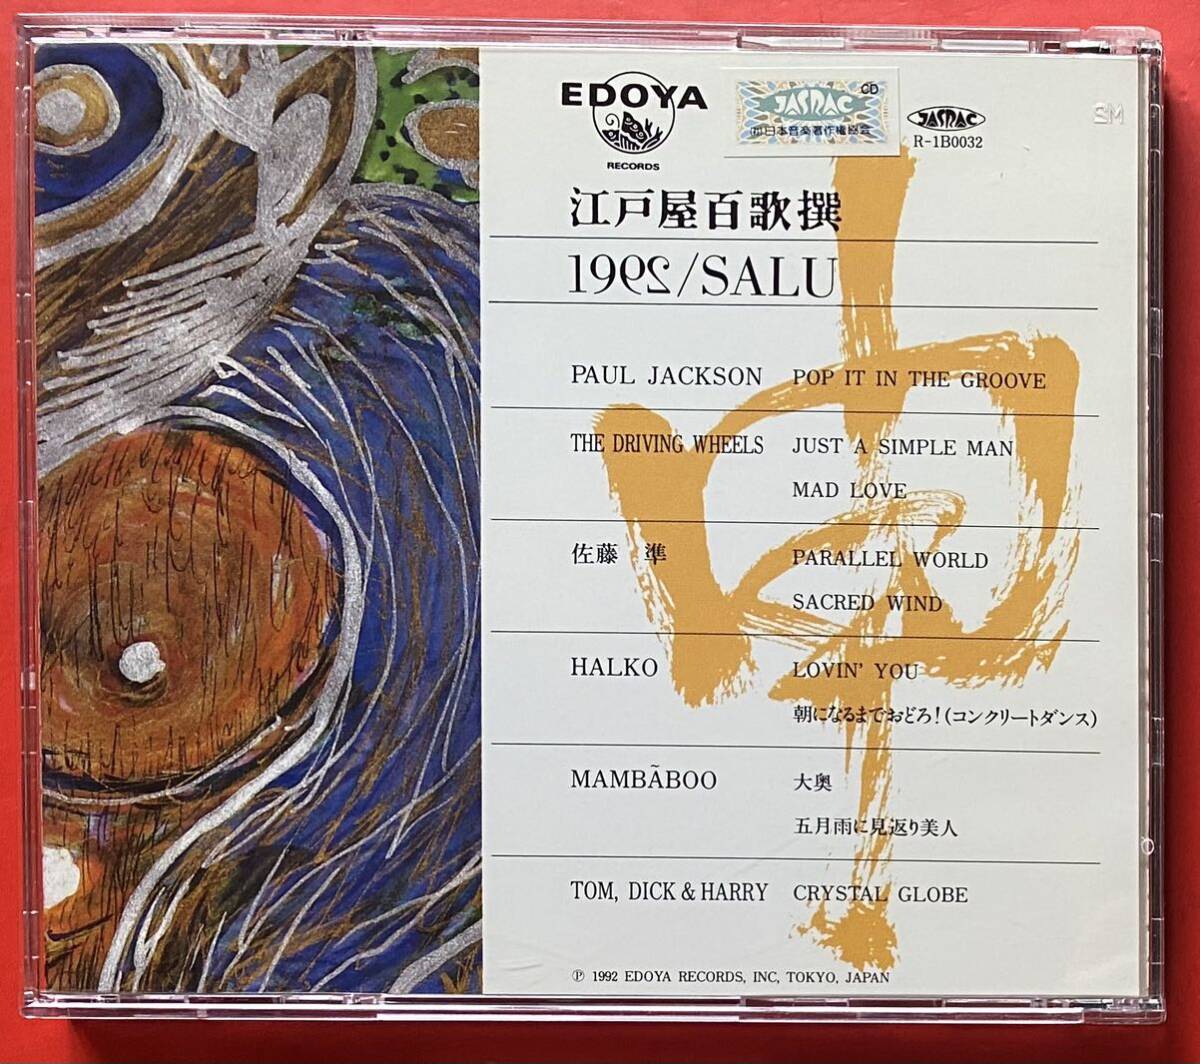 EDOYA
RECORDS
JASRAC
CD
(社)日本音楽著作権協会
JASRAC
R-1B0032
SM
江戸屋百歌撰
1992/SALU
PAUL JACKSON POP IT IN THE GROOVE
THE DRIVING WHEELS JUST A SIMPLE MAN
MAD LOVE
佐藤 準 PARALLEL WORLD
SACRED WIND
HALKO LOVIN' YOU
朝になるまでおどろ!(コンクリートダンス)
MAMBÃBOO 大奥
五月雨に見返り美人
TOM, DICK & HARRY CRYSTAL GLOBE
Ⓟ 1992 EDOYA RECORDS, INC, TOKYO, JAPAN
申